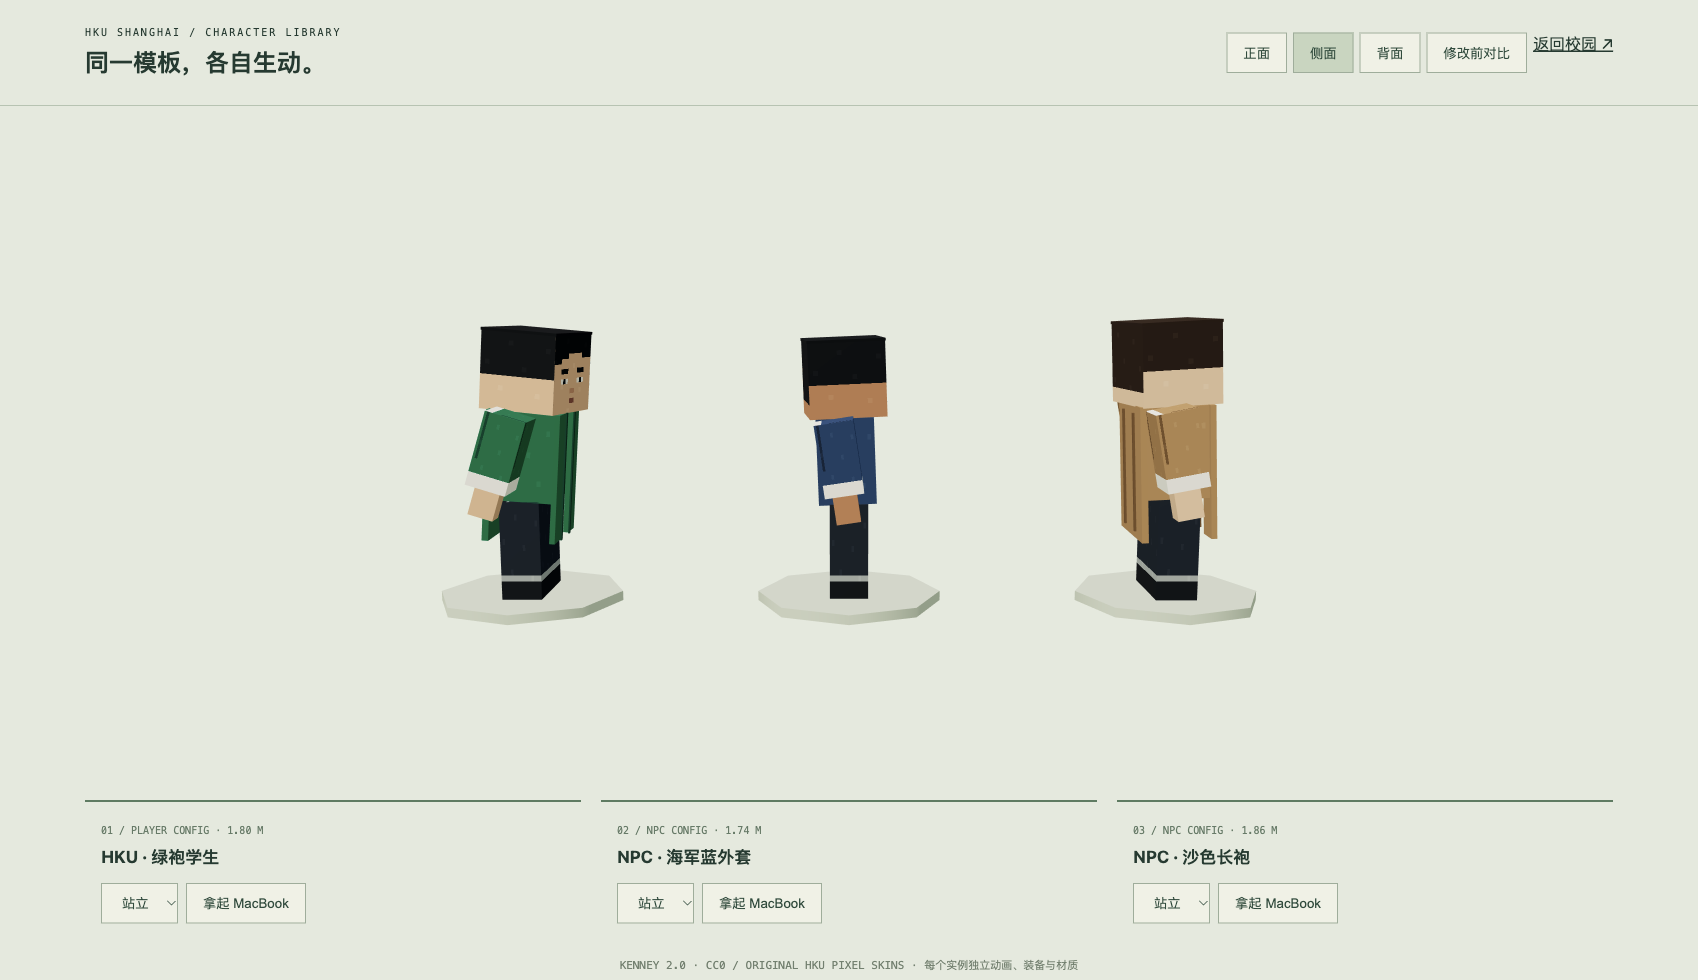 HKU SHANGHAI / CHARACTER LIBRARY
同一模板，各自生动。
正面
侧面
背面
修改前对比
返回校园 ↗
01 / PLAYER CONFIG · 1.80 M
HKU · 绿袍学生
站立
拿起 MacBook
02 / NPC CONFIG · 1.74 M
NPC · 海军蓝外套
站立
拿起 MacBook
03 / NPC CONFIG · 1.86 M
NPC · 沙色长袍
站立
拿起 MacBook
KENNEY 2.0 · CC0 / ORIGINAL HKU PIXEL SKINS · 每个实例独立动画、装备与材质